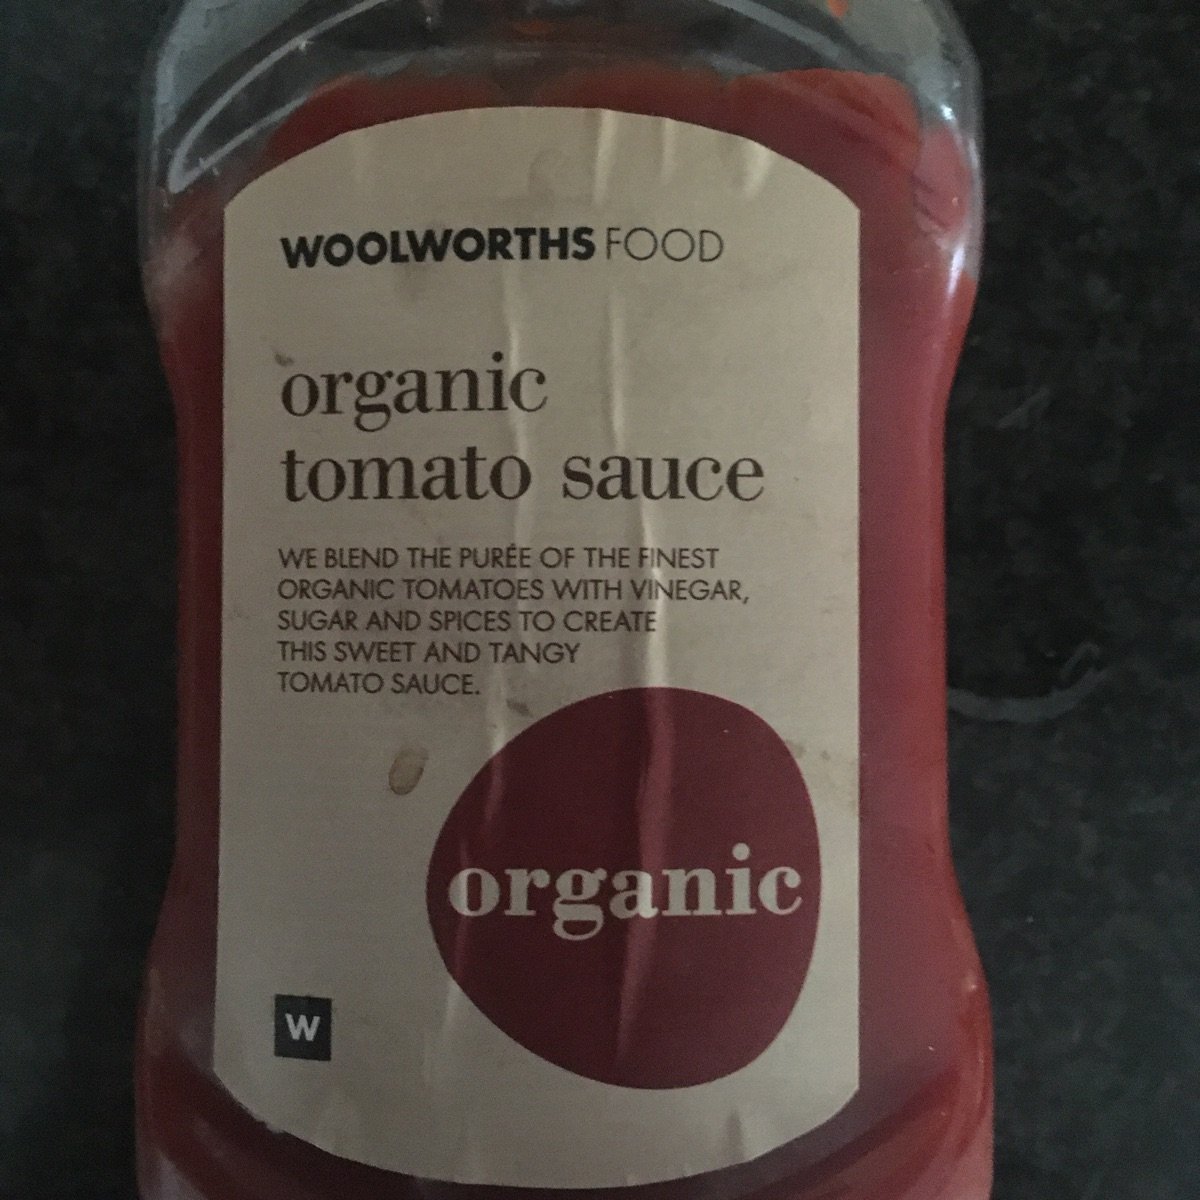 WOOLWORTHS FOOD
organic
tomato sauce
WE BLEND THE PURÉE OF THE FINEST
ORGANIC TOMATOES WITH VINEGAR,
SUGAR AND SPICES TO CREATE
THIS SWEET AND TANGY
TOMATO SAUCE.
organic
W